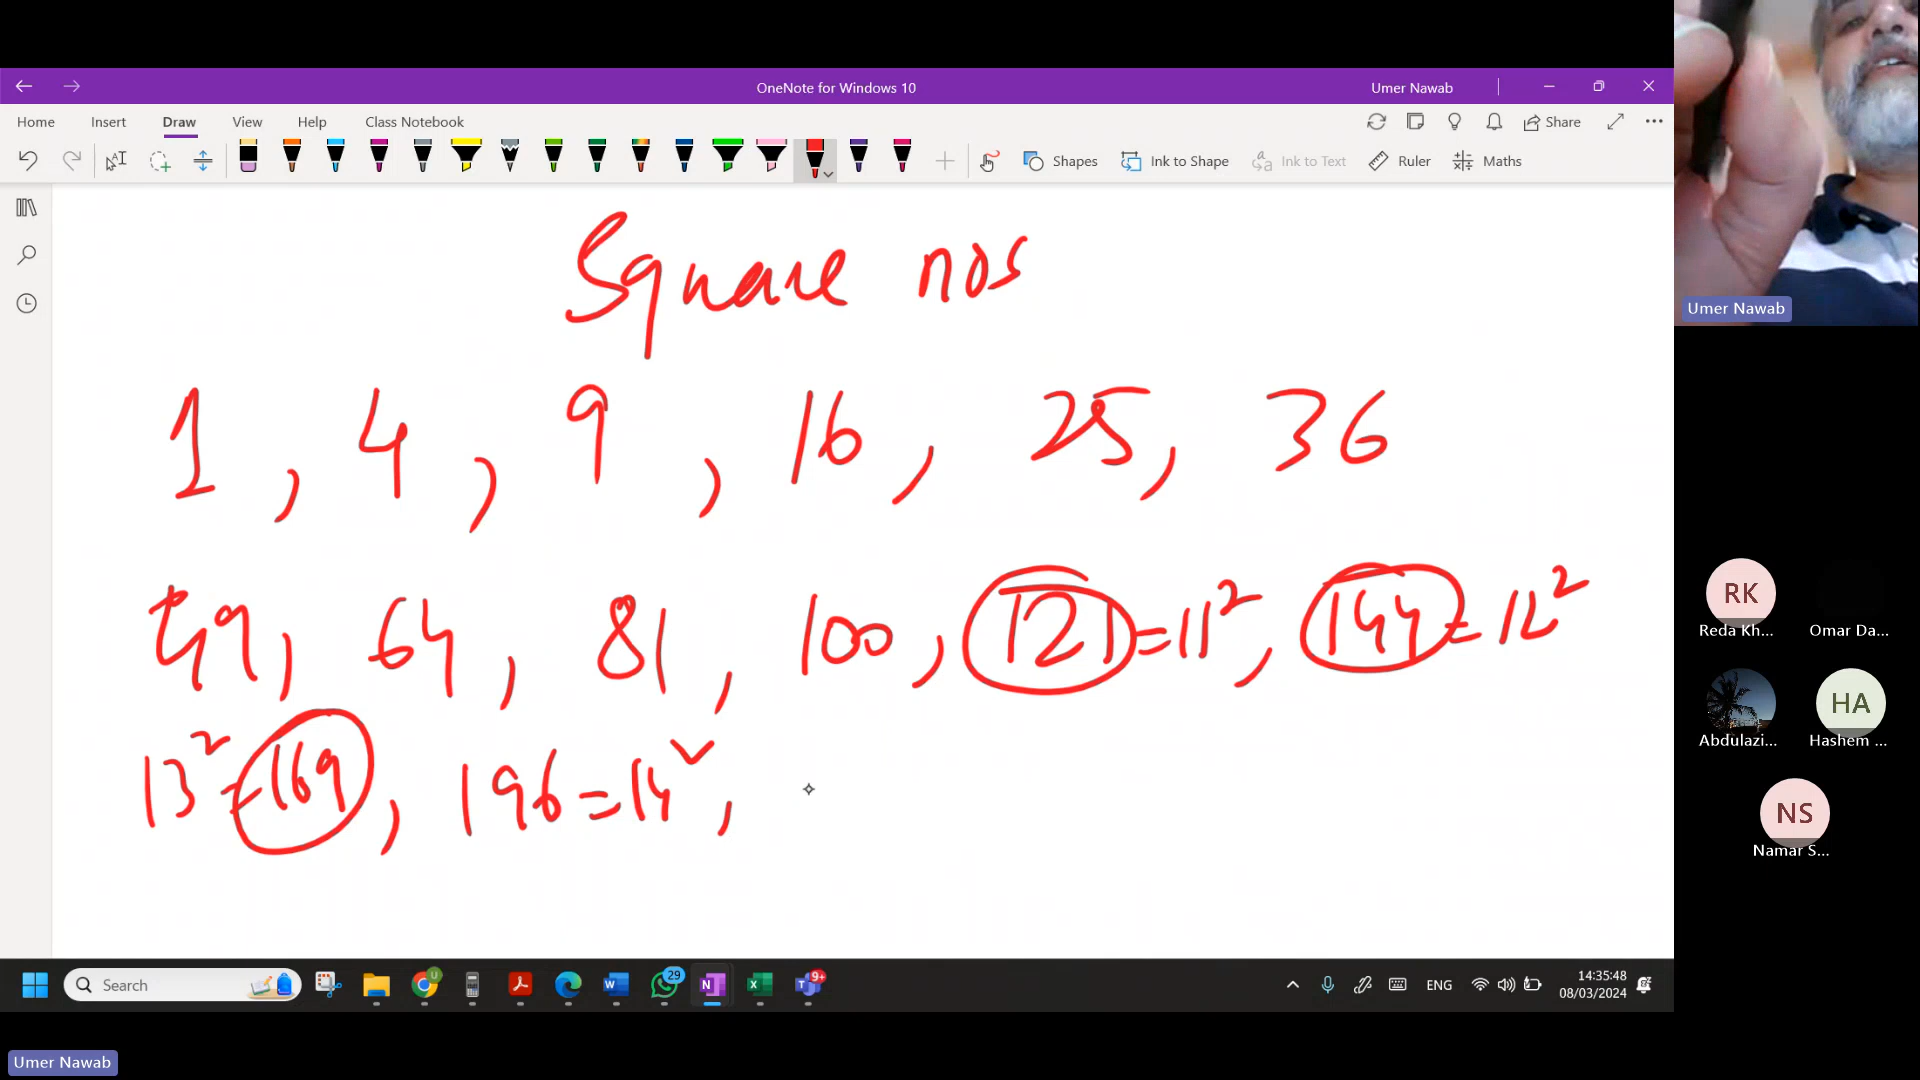 OneNote for Windows 10
Umer Nawab
Home Insert Draw View Help Class Notebook
Share
Shapes Ink to Shape Ink to Text Ruler Maths
Umer Nawab
Square nos
1, 4, 9, 16, 25, 36
49, 64, 81, 100, 121 = 11², 144 = 12²
13² = 169, 196 = 14²,
RK
Reda Kh...
Omar Da...
Abdulazi...
HA
Hashem ...
NS
Namar S...
Search
U
29
9+
ENG
14:35:48
08/03/2024
Umer Nawab